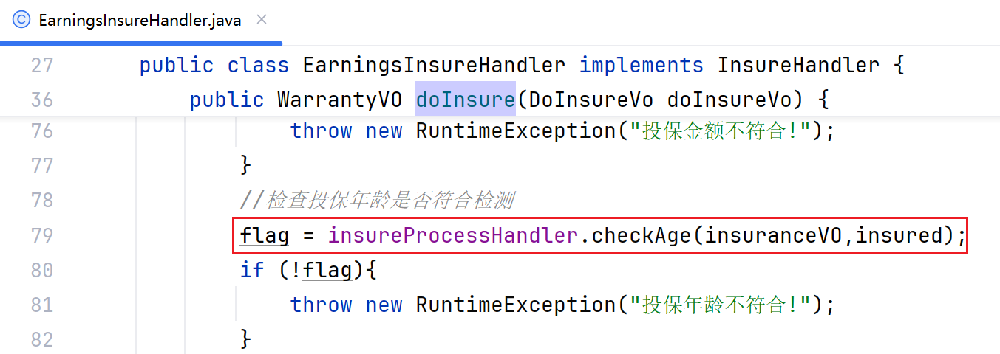 EarningsInsureHandler.java
27 public class EarningsInsureHandler implements InsureHandler {
36 public WarrantyVO doInsure(DoInsureVo doInsureVo) {
76 throw new RuntimeException("投保金额不符合!");
77 }
78 //检查投保年龄是否符合检测
79 flag = insureProcessHandler.checkAge(insuranceVO,insured);
80 if (!flag){
81 throw new RuntimeException("投保年龄不符合!");
82 }